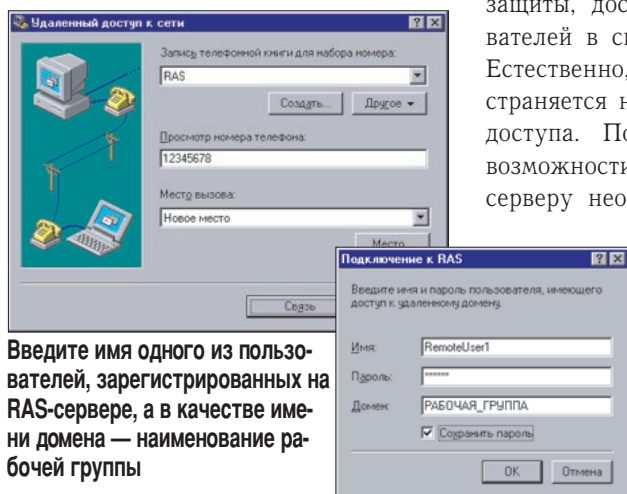 Удаленный доступ к сети
Запись телефонной книги для набора номера:
RAS
Создать...
Другое
Просмотр номера телефона:
12345678
Место вызова:
Новое место
Место...
Связь
Введите имя одного из пользо-
вателей, зарегистрированных на
RAS-сервере, а в качестве име-
ни домена — наименование ра-
бочей группы
Подключение к RAS
Введите имя и пароль пользователя, имеющего
доступ к удаленному домену.
Имя:
RemoteUser1
Пароль:
******
Домен:
РАБОЧАЯ_ГРУППА
Сохранить пароль
OK
Отмена
защиты, дос
вателей в с
Естественно,
страняется н
доступа. По
возможности
серверу нео